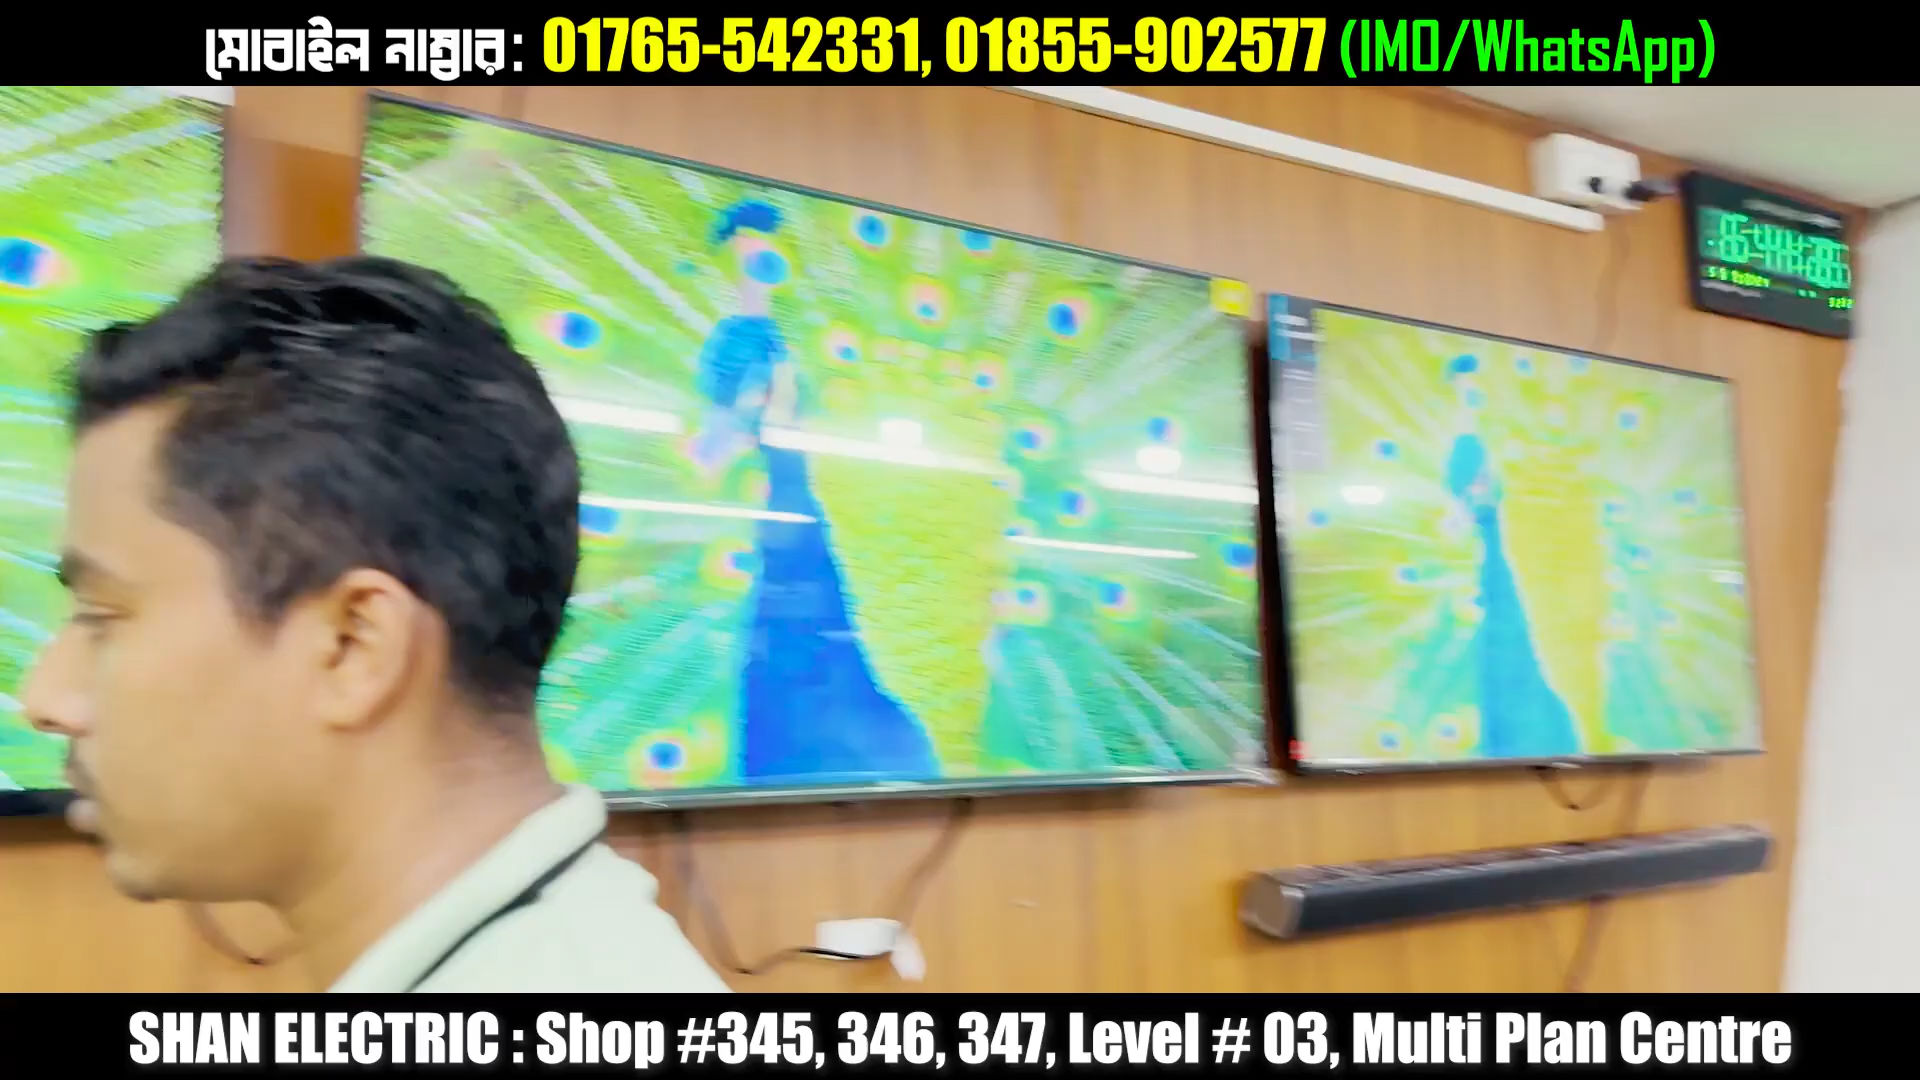 মোবাইল নাম্বার: 01765-542331, 01855-902577 (IMO/WhatsApp)
SHAN ELECTRIC : Shop #345, 346, 347, Level # 03, Multi Plan Centre